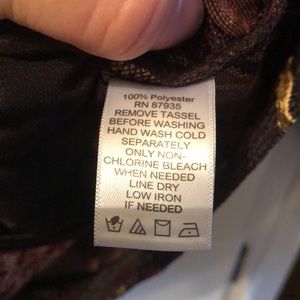 100% Polyester
RN 87935
REMOVE TASSEL
BEFORE WASHING
HAND WASH COLD
SEPARATELY
ONLY NON-
CHLORINE BLEACH
WHEN NEEDED
LINE DRY
LOW IRON
IF NEEDED